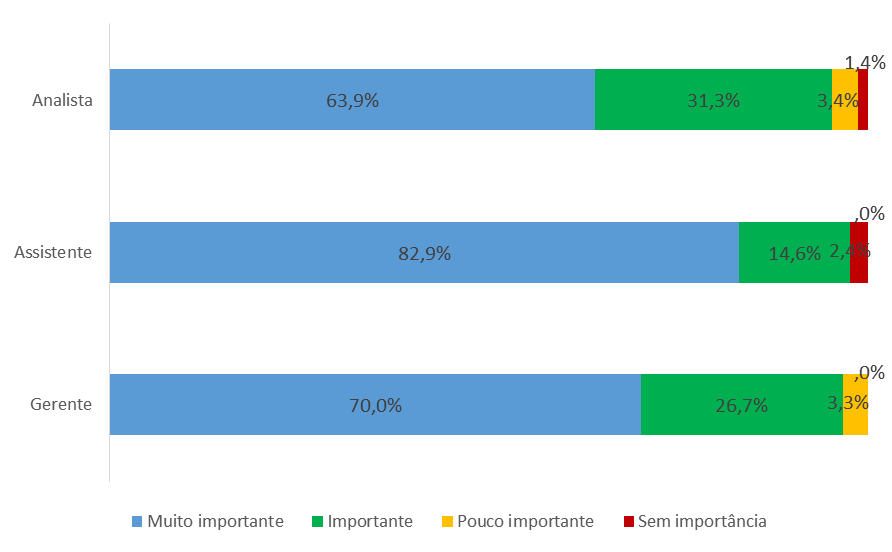 1,4%
Analista 63,9% 31,3% 3,4%
,0%
Assistente 82,9% 14,6% 2,4%
,0%
Gerente 70,0% 26,7% 3,3%
Muito importante Importante Pouco importante Sem importância